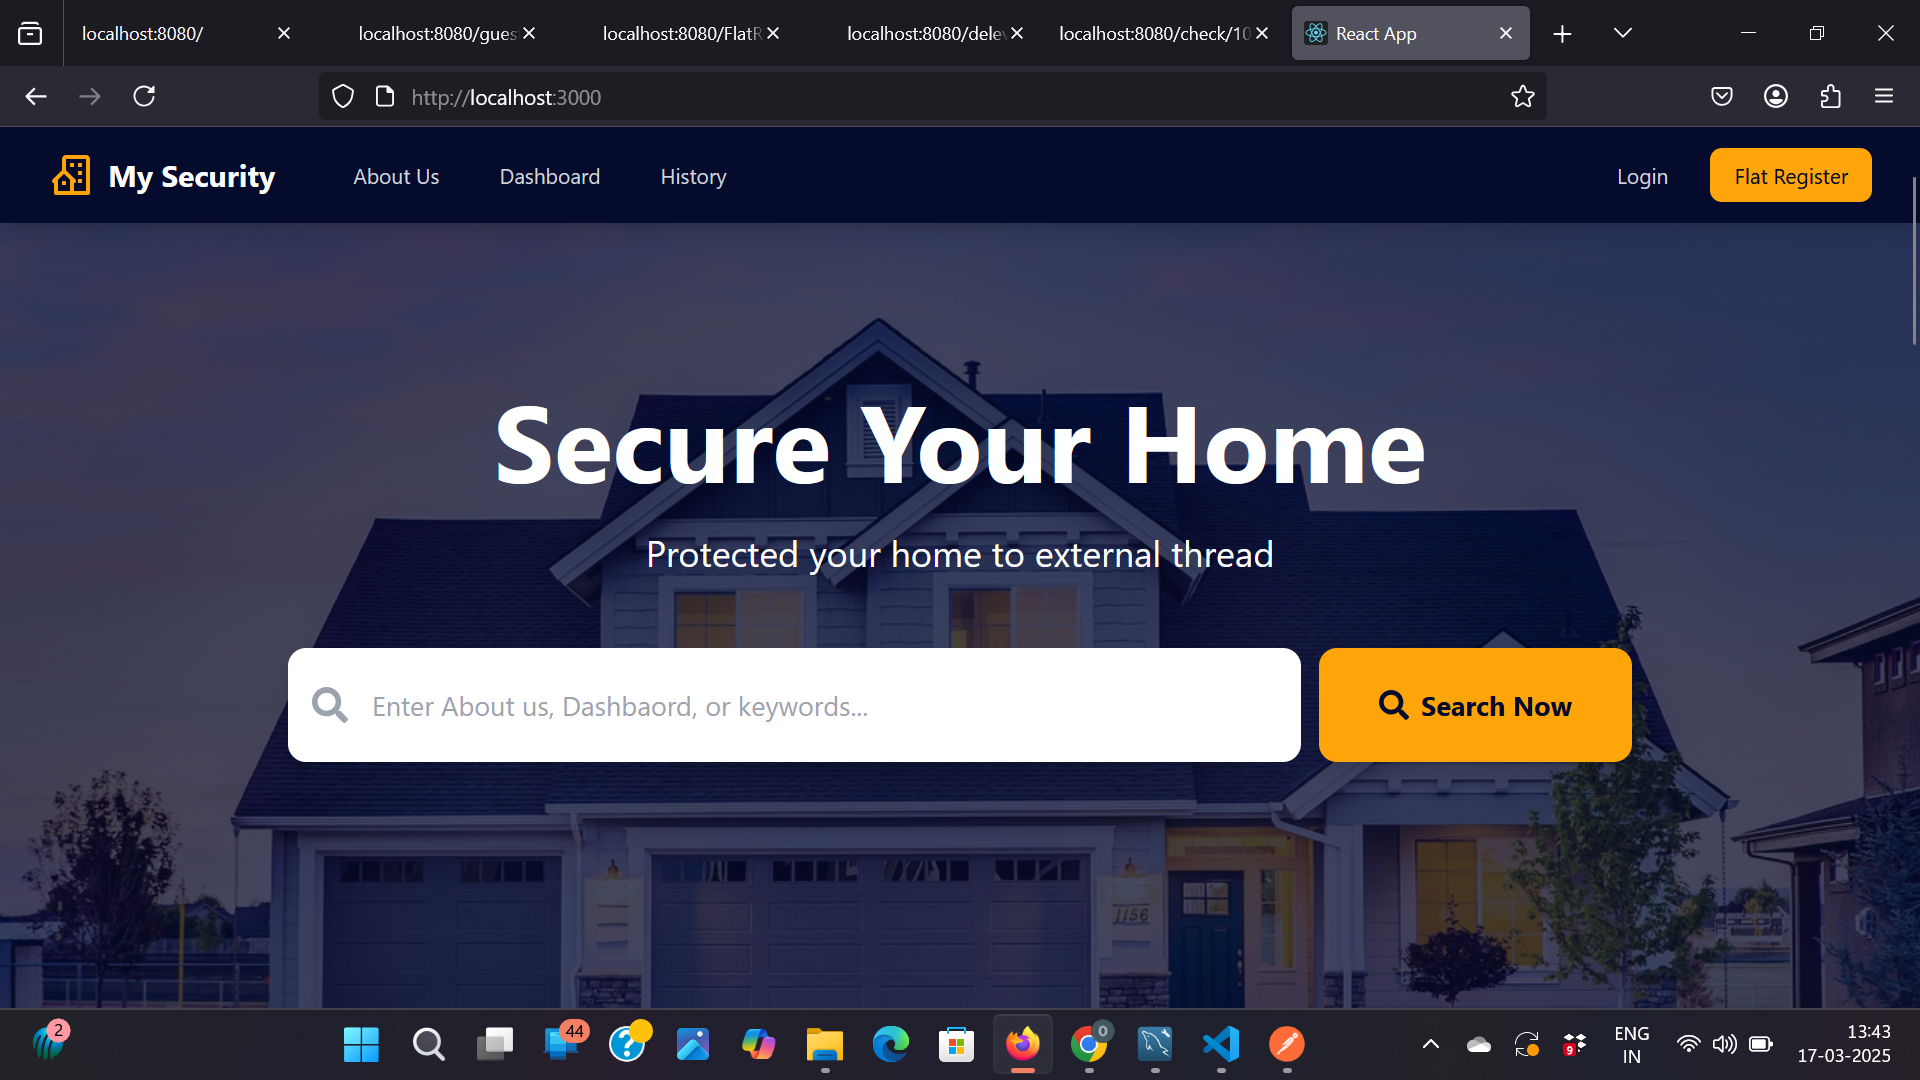 localhost:8080/
localhost:8080/gues
localhost:8080/FlatR
localhost:8080/dele
localhost:8080/check/10
React App
http://localhost:3000
My Security
About Us
Dashboard
History
Login
Flat Register
Secure Your Home
Protected your home to external thread
Enter About us, Dashbaord, or keywords...
Search Now
1156
2
44
0
9
ENG
IN
13:43
17-03-2025